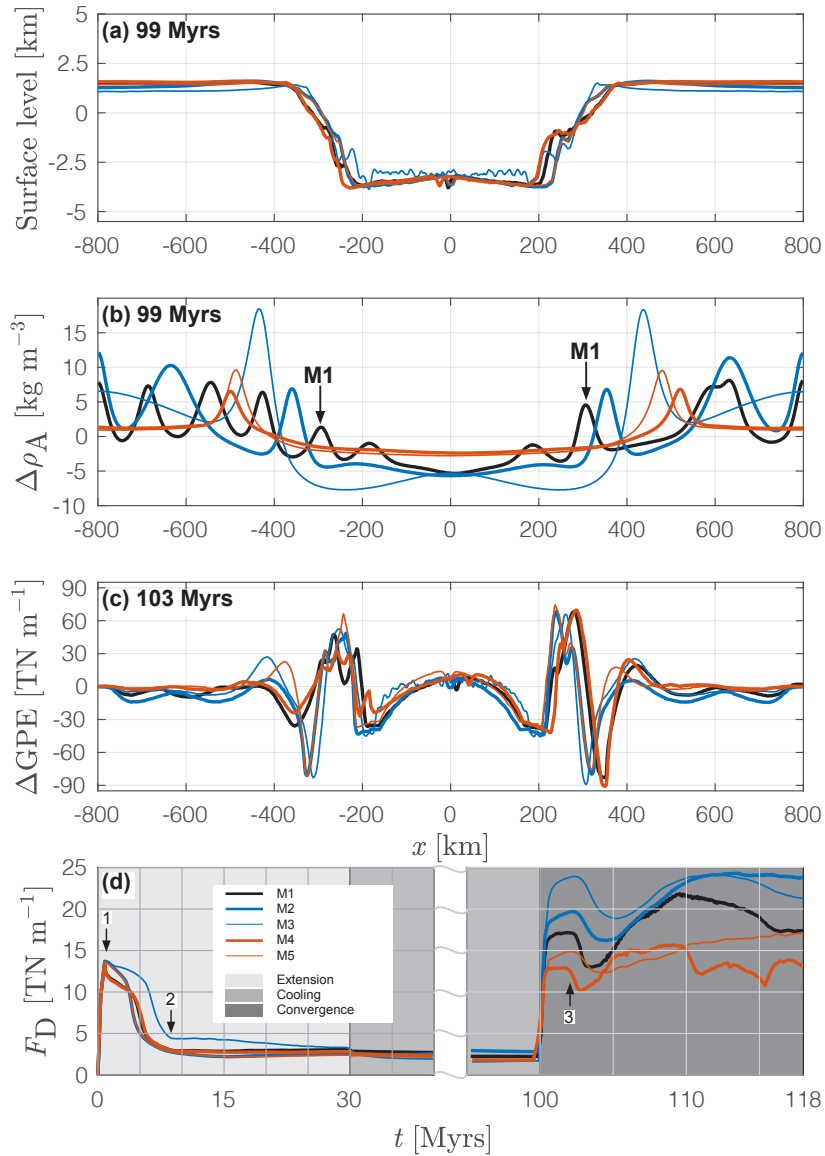 (a) 99 Myrs
Surface level [km]
5
2.5
0
-2.5
-5
-800 -600 -400 -200 0 200 400 600 800
(b) 99 Myrs
Δρ_A [kg m⁻³]
15
10
5
0
-5
-10
M1
M1
-800 -600 -400 -200 0 200 400 600 800
(c) 103 Myrs
ΔGPE [TN m⁻¹]
90
60
30
0
-30
-60
-90
-800 -600 -400 -200 0 200 400 600 800
x [km]
(d)
F_D [TN m⁻¹]
25
20
15
10
5
0
1
2
3
M1
M2
M3
M4
M5
Extension
Cooling
Convergence
0 15 30 100 110 118
t [Myrs]